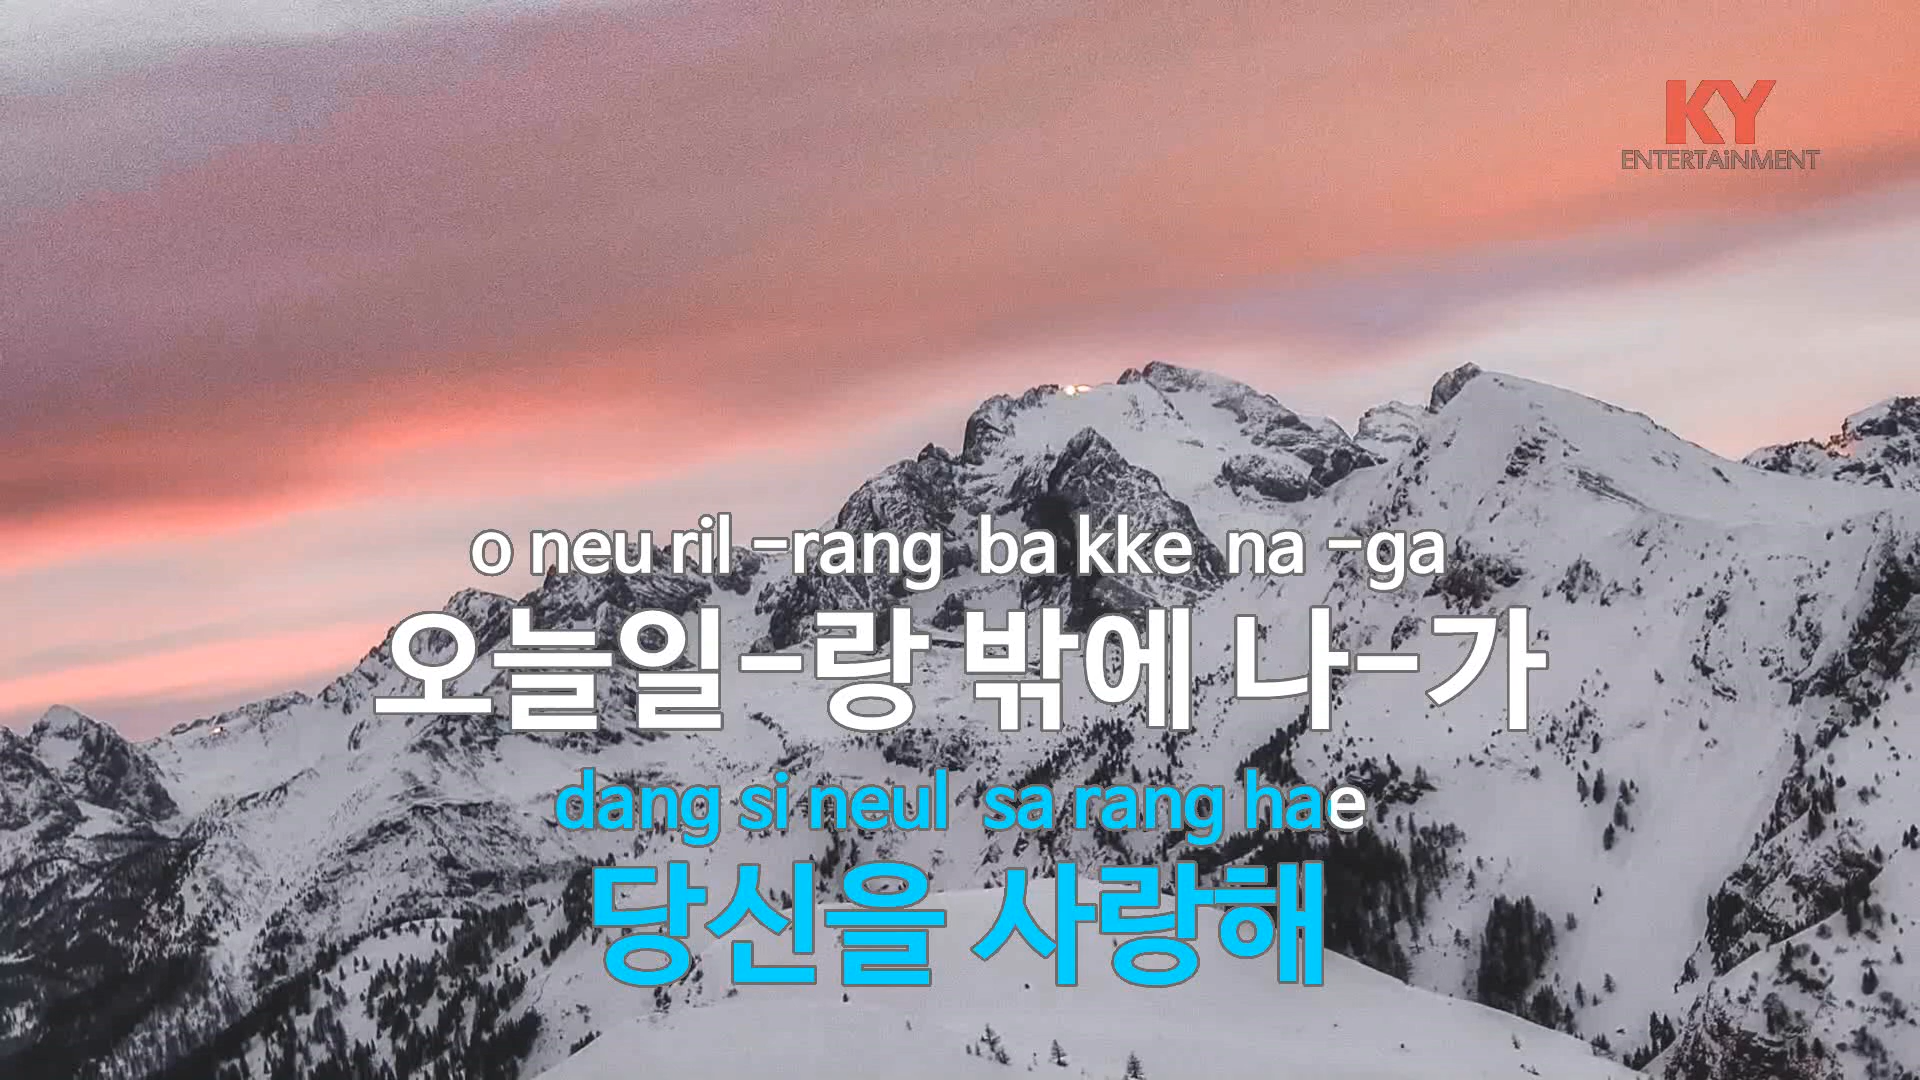 KY
ENTERTAiNMENT
o neu ril -rang ba kke na -ga
오늘일-랑 밖에 나-가
dang si neul sa rang hae
당신을 사랑해